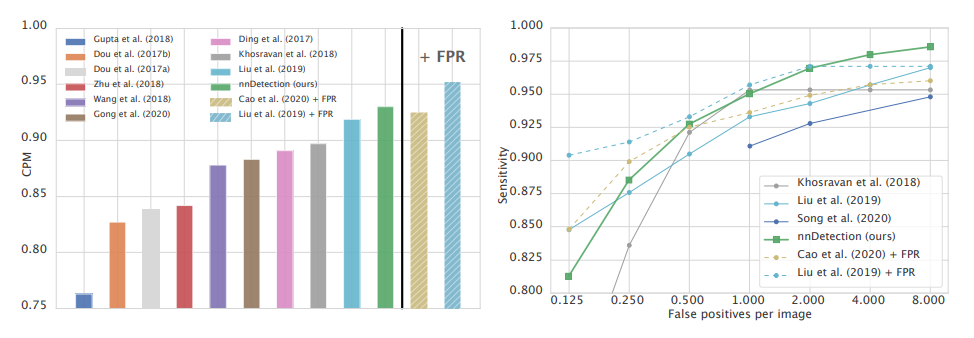 1.00
0.95
0.90
0.85
0.80
0.75
CPM
Gupta et al. (2018)
Dou et al. (2017b)
Dou et al. (2017a)
Zhu et al. (2018)
Wang et al. (2018)
Gong et al. (2020)
Ding et al. (2017)
Khosravan et al. (2018)
Liu et al. (2019)
nnDetection (ours)
Cao et al. (2020) + FPR
Liu et al. (2019) + FPR
+ FPR
1.000
0.975
0.950
0.925
0.900
0.875
0.850
0.825
0.800
Sensitivity
Khosravan et al. (2018)
Liu et al. (2019)
Song et al. (2020)
nnDetection (ours)
Cao et al. (2020) + FPR
Liu et al. (2019) + FPR
0.125 0.250 0.500 1.000 2.000 4.000 8.000
False positives per image